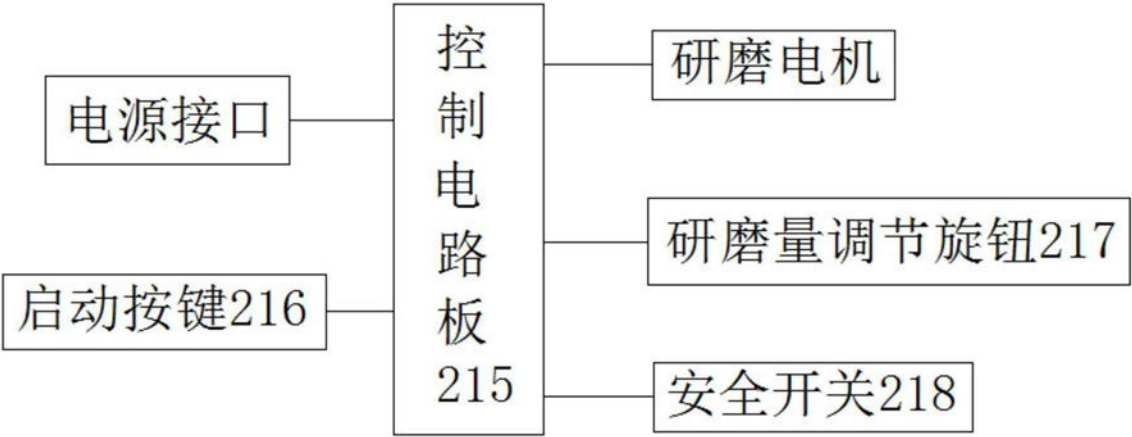 电源接口
启动按键216
控
制
电
路
板
215
研磨电机
研磨量调节旋钮217
安全开关218